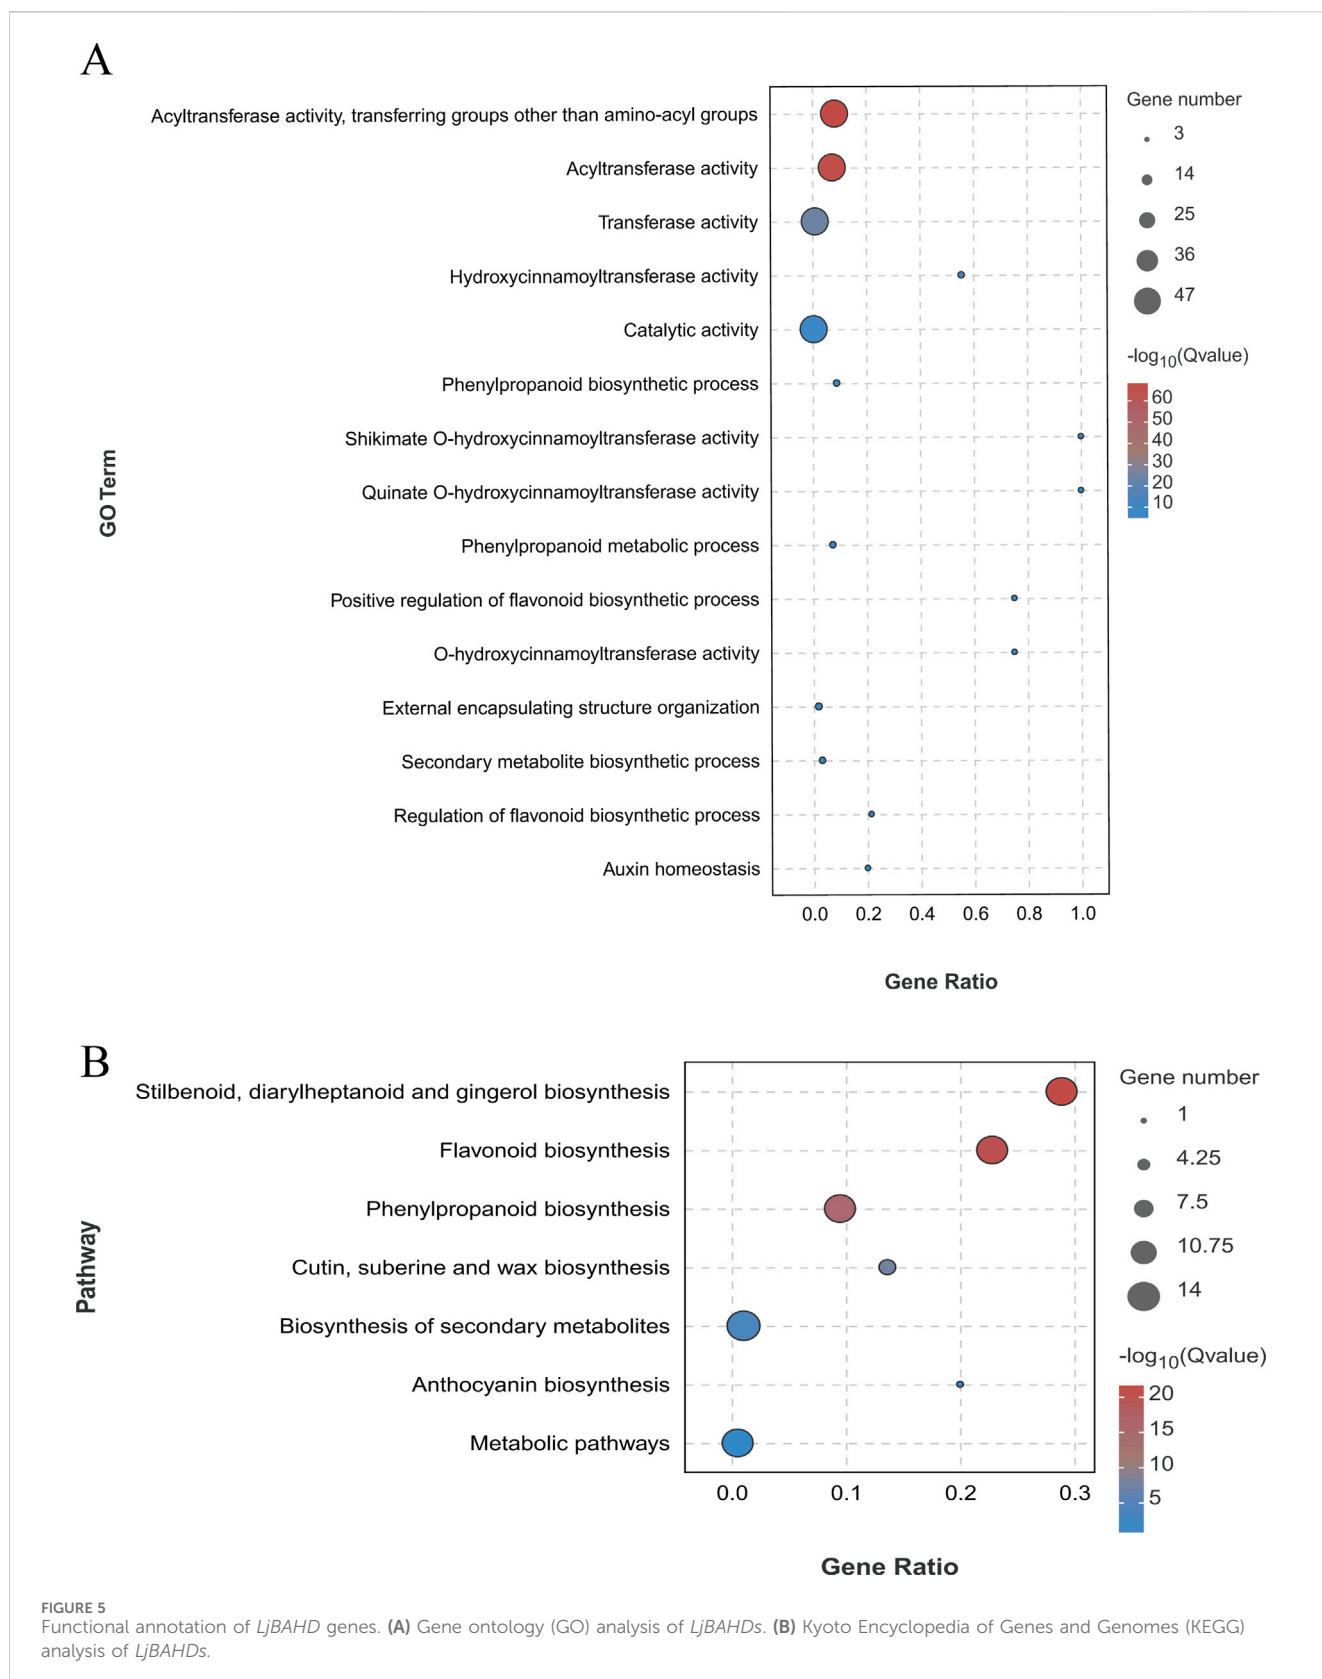 A
Acyltransferase activity, transferring groups other than amino-acyl groups
Acyltransferase activity
Transferase activity
Hydroxycinnamoyltransferase activity
Catalytic activity
Phenylpropanoid biosynthetic process
Shikimate O-hydroxycinnamoyltransferase activity
Quinate O-hydroxycinnamoyltransferase activity
Phenylpropanoid metabolic process
Positive regulation of flavonoid biosynthetic process
O-hydroxycinnamoyltransferase activity
External encapsulating structure organization
Secondary metabolite biosynthetic process
Regulation of flavonoid biosynthetic process
Auxin homeostasis
GO Term
0.0 0.2 0.4 0.6 0.8 1.0
Gene Ratio
Gene number
3
14
25
36
47
-log10(Qvalue)
60
50
40
30
20
10
B
Stilbenoid, diarylheptanoid and gingerol biosynthesis
Flavonoid biosynthesis
Phenylpropanoid biosynthesis
Cutin, suberine and wax biosynthesis
Biosynthesis of secondary metabolites
Anthocyanin biosynthesis
Metabolic pathways
Pathway
0.0 0.1 0.2 0.3
Gene Ratio
Gene number
1
4.25
7.5
10.75
14
-log10(Qvalue)
20
15
10
5
FIGURE 5
Functional annotation of LjBAHD genes. (A) Gene ontology (GO) analysis of LjBAHDs. (B) Kyoto Encyclopedia of Genes and Genomes (KEGG)
analysis of LjBAHDs.